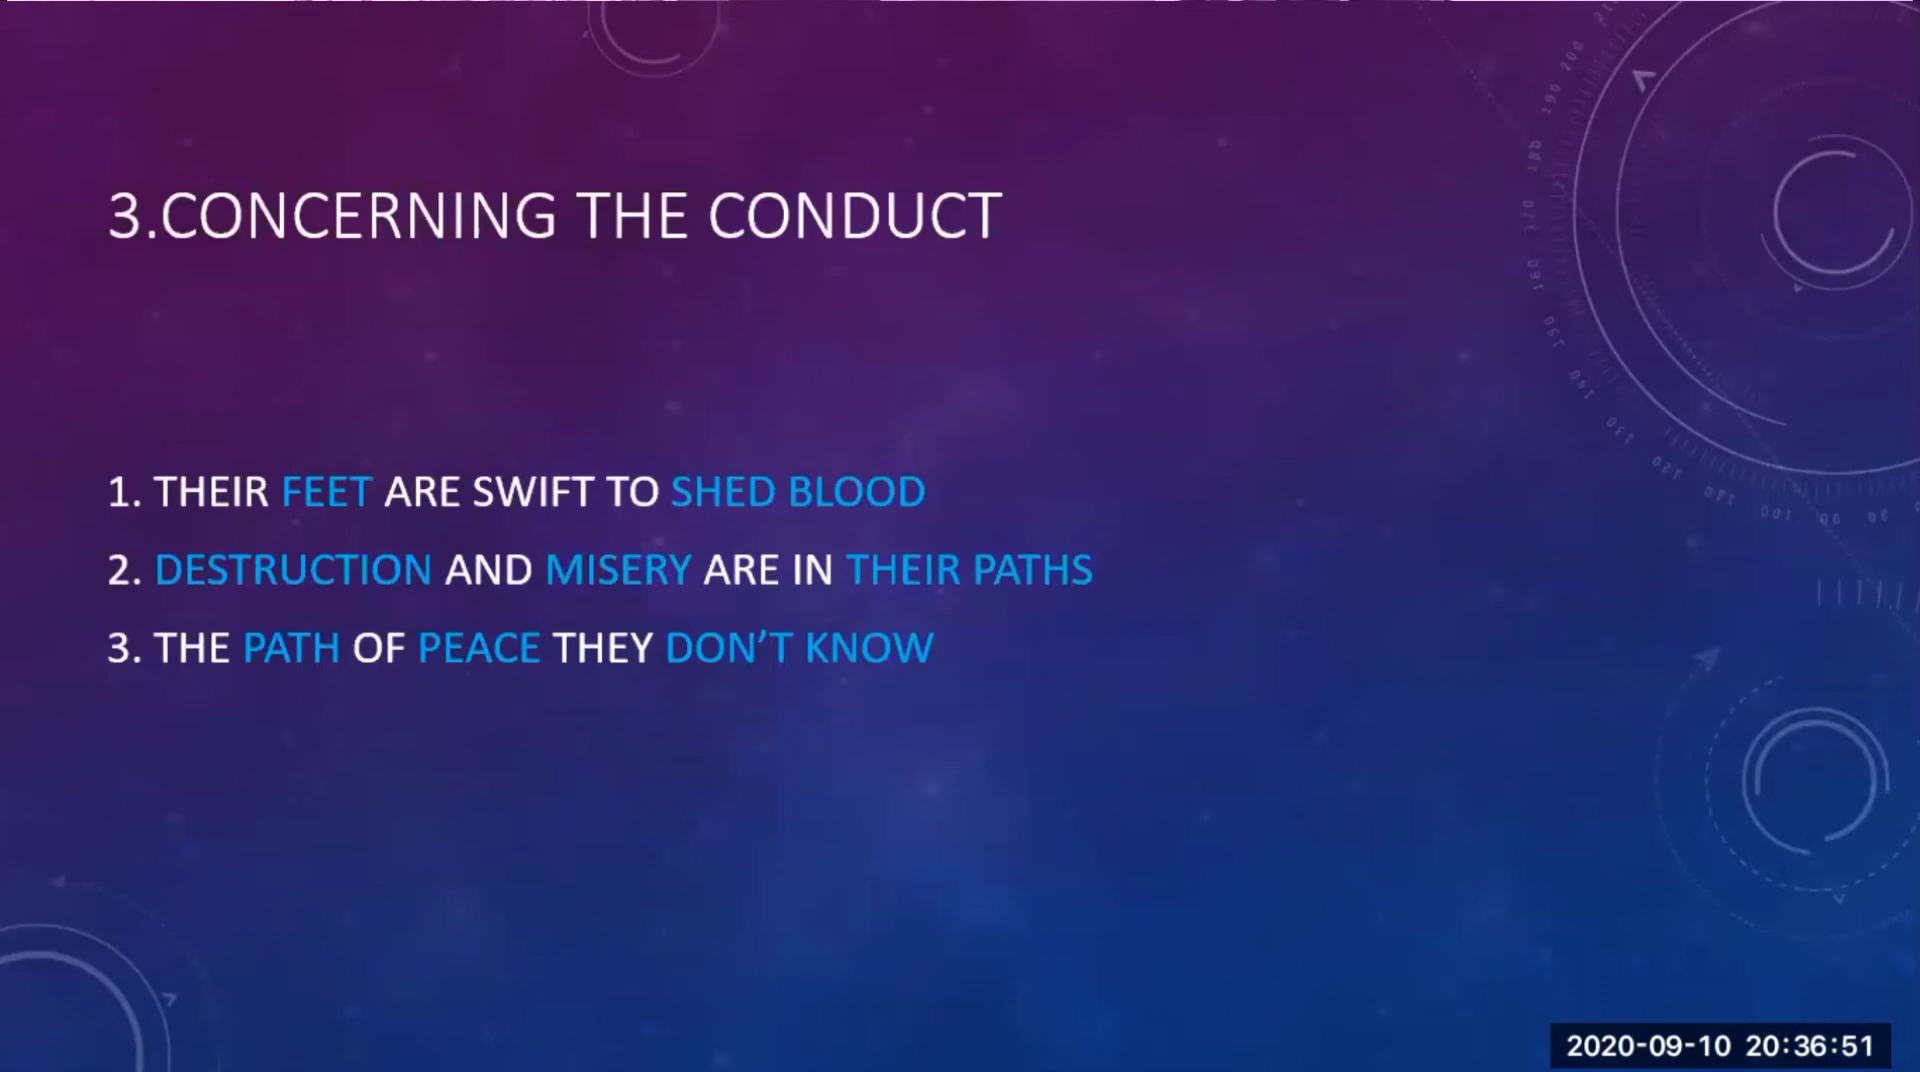 3.CONCERNING THE CONDUCT
1. THEIR FEET ARE SWIFT TO SHED BLOOD
2. DESTRUCTION AND MISERY ARE IN THEIR PATHS
3. THE PATH OF PEACE THEY DON’T KNOW
2020-09-10 20:36:51